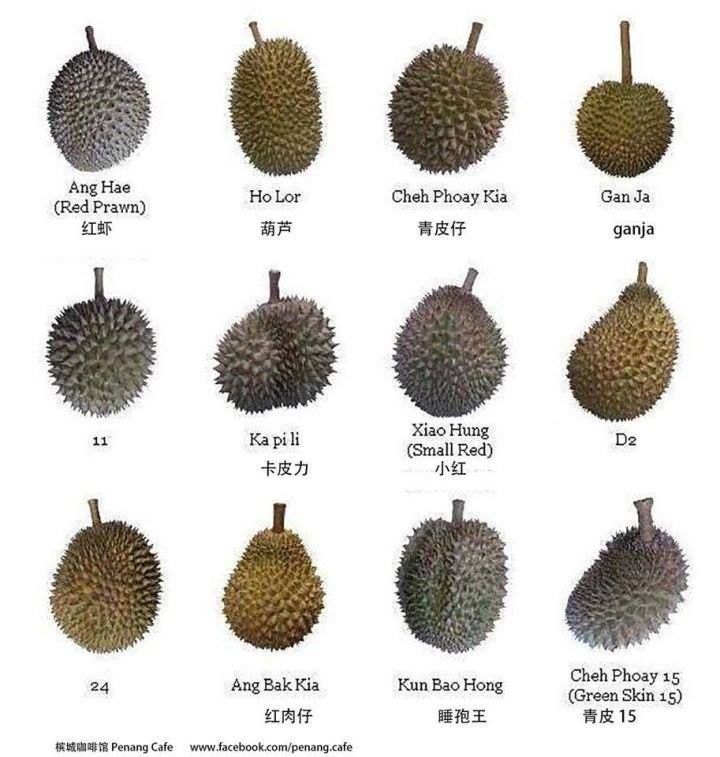 Ang Hae
(Red Prawn)
红虾
Ho Lor
葫芦
Cheh Phoay Kia
青皮仔
Gan Ja
ganja
11
Ka pi li
卡皮力
Xiao Hung
(Small Red)
小红
D2
24
Ang Bak Kia
红肉仔
Kun Bao Hong
睡孢王
Cheh Phoay 15
(Green Skin 15)
青皮 15
槟城咖啡馆 Penang Cafe www.facebook.com/penang.cafe